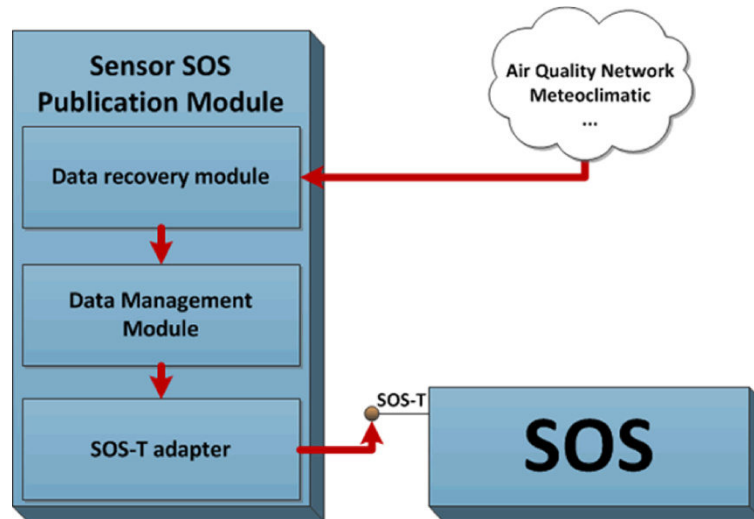 Sensor SOS
Publication Module
Data recovery module
Data Management
Module
SOS-T adapter
Air Quality Network
Meteoclimatic
...
SOS-T
SOS